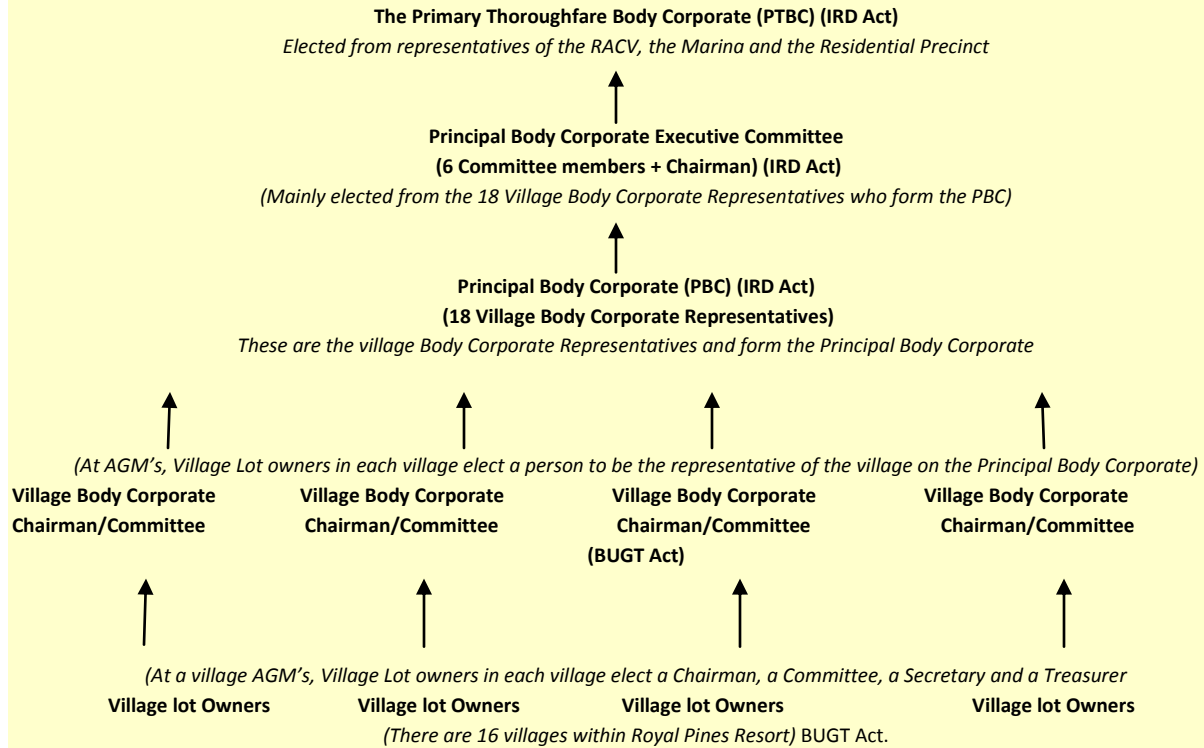 The Primary Thoroughfare Body Corporate (PTBC) (IRD Act)
Elected from representatives of the RACV, the Marina and the Residential Precinct
Principal Body Corporate Executive Committee
(6 Committee members + Chairman) (IRD Act)
(Mainly elected from the 18 Village Body Corporate Representatives who form the PBC)
Principal Body Corporate (PBC) (IRD Act)
(18 Village Body Corporate Representatives)
These are the village Body Corporate Representatives and form the Principal Body Corporate
(At AGM's, Village Lot owners in each village elect a person to be the representative of the village on the Principal Body Corporate)
Village Body Corporate Village Body Corporate Village Body Corporate Village Body Corporate
Chairman/Committee Chairman/Committee Chairman/Committee Chairman/Committee
(BUGT Act)
(At a village AGM's, Village Lot owners in each village elect a Chairman, a Committee, a Secretary and a Treasurer
Village lot Owners Village lot Owners Village lot Owners Village lot Owners
(There are 16 villages within Royal Pines Resort) BUGT Act.